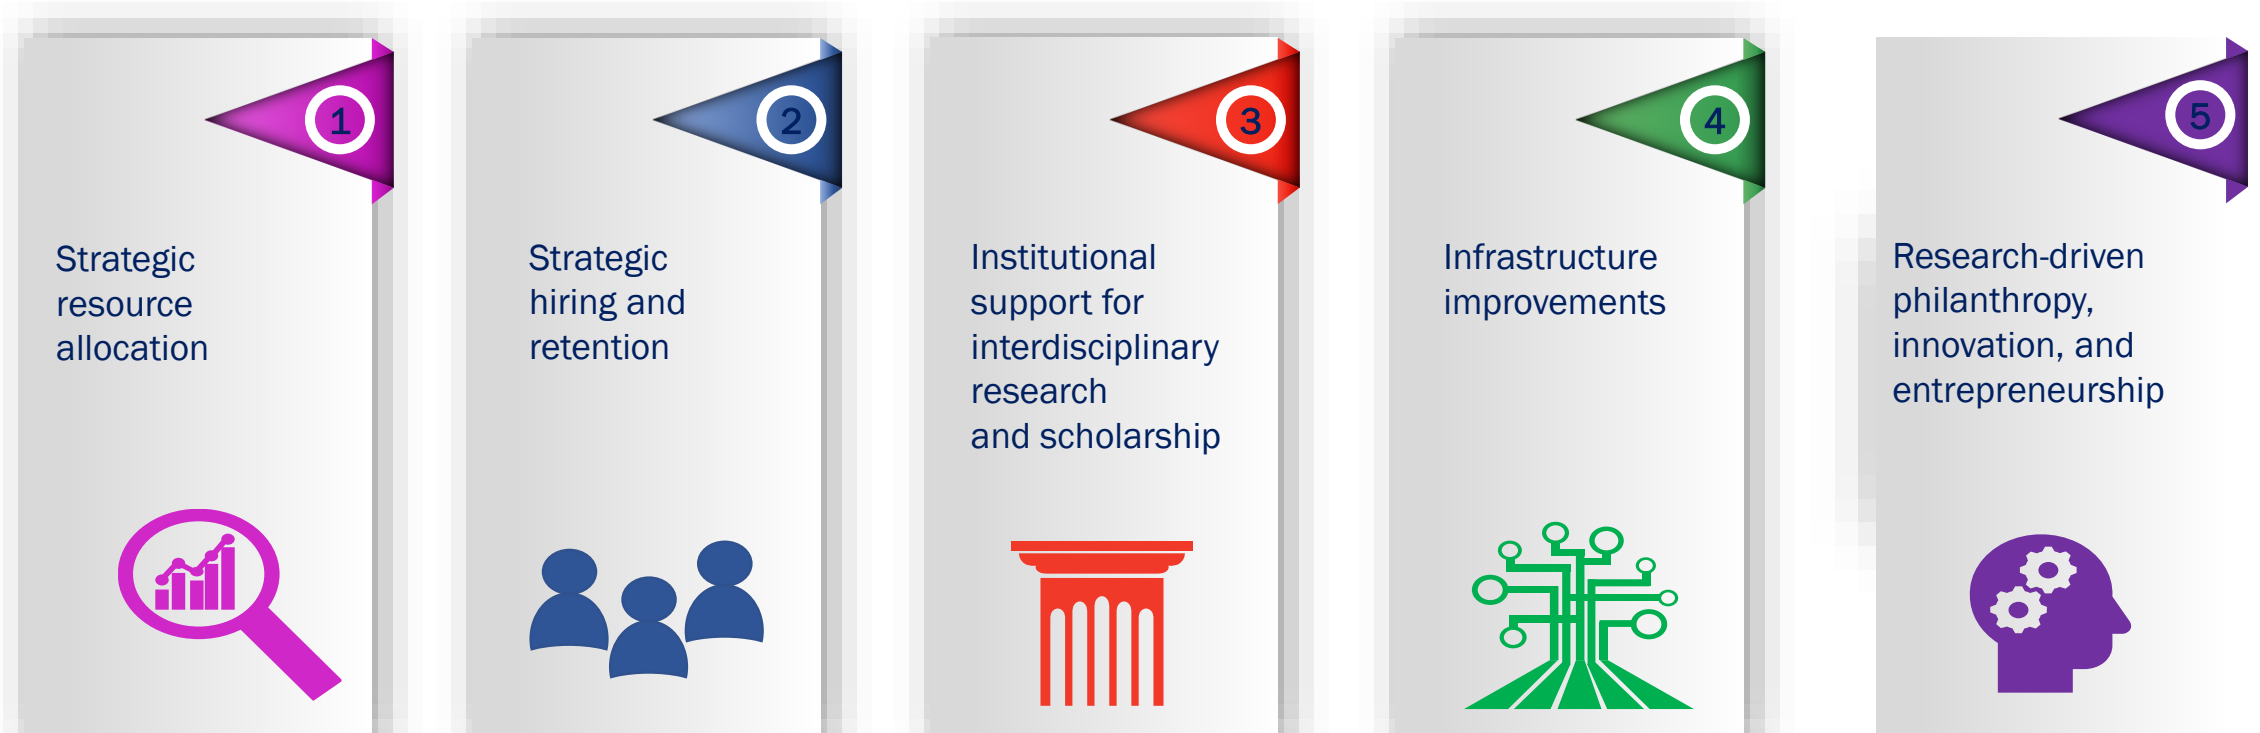 1
Strategic
resource
allocation
2
Strategic
hiring and
retention
3
Institutional
support for
interdisciplinary
research
and scholarship
4
Infrastructure
improvements
5
Research-driven
philanthropy,
innovation, and
entrepreneurship